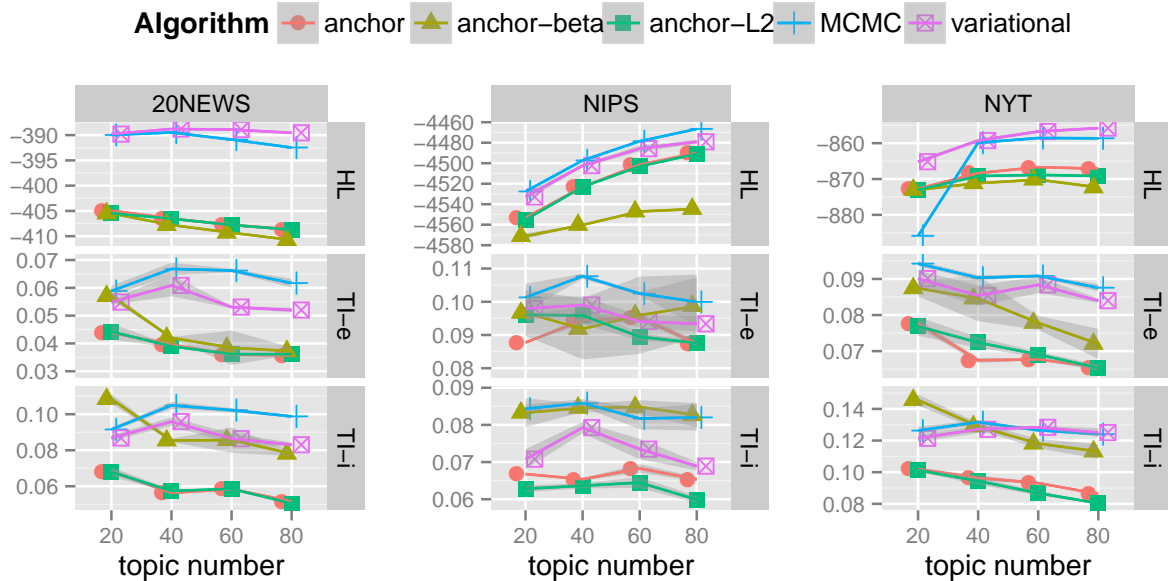 Algorithm anchor anchor−beta anchor−L2 MCMC variational
20NEWS NIPS NYT
−390
−395
−400
−405
−410
HL
−4460
−4480
−4500
−4520
−4540
−4560
−4580
HL
−860
−870
−880
HL
0.07
0.06
0.05
0.04
0.03
TI−e
0.11
0.10
0.09
0.08
TI−e
0.09
0.07
TI−e
0.10
0.08
0.06
TI−i
0.09
0.08
0.07
0.06
TI−i
0.14
0.12
0.10
0.08
TI−i
20 40 60 80
20 40 60 80
20 40 60 80
topic number
topic number
topic number